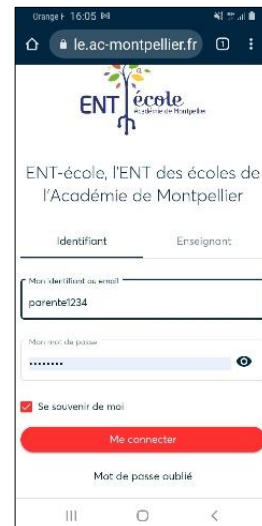 Orange F 16:05
le.ac-montpellier.fr 1
ENT école
Académie de Montpellier
ENT-école, l'ENT des écoles de
l'Académie de Montpellier
Identifiant Enseignant
Mon identifiant ou email
parente1234
Mon mot de passe
••••••••
Se souvenir de moi
Me connecter
Mot de passe oublié